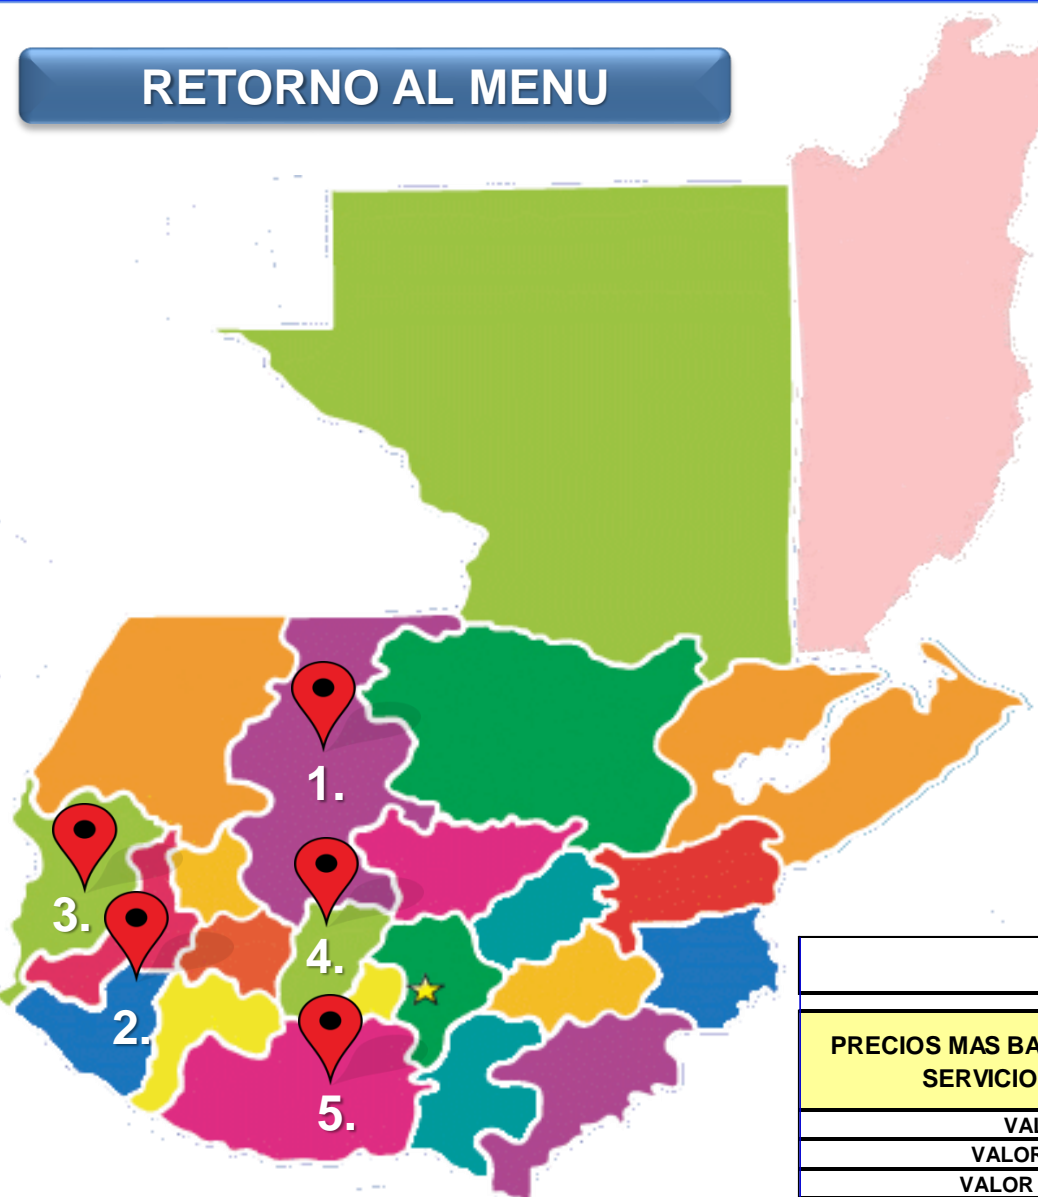 RETORNO AL MENU
1.
3.
4.
2.
5.
PRECIOS MAS BA
SERVICIO
VAL
VALOR
VALOR